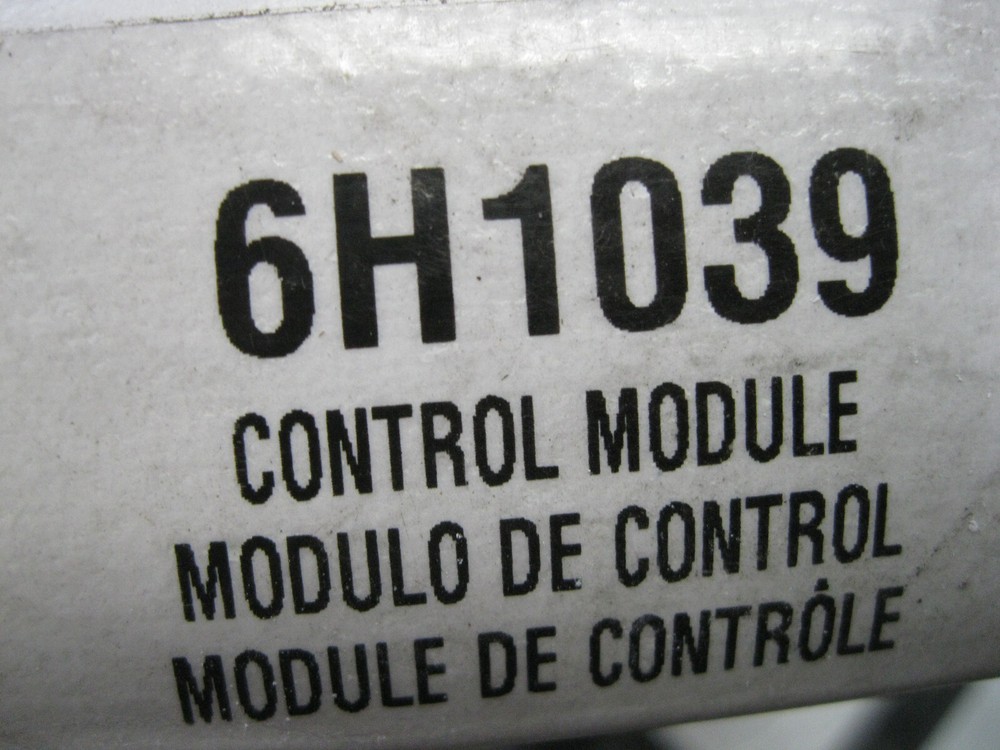 6H1039
CONTROL MODULE
MODULO DE CONTROL
MODULE DE CONTRÔLE